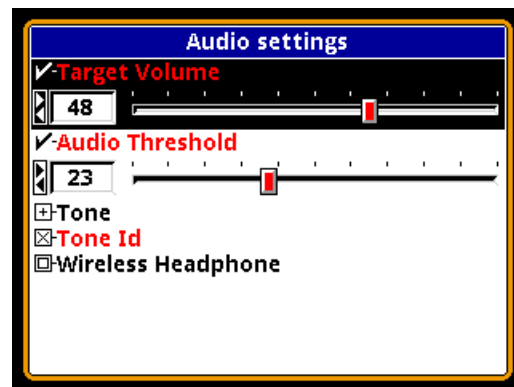 Audio settings
Target Volume
48
Audio Threshold
23
Tone
Tone Id
Wireless Headphone